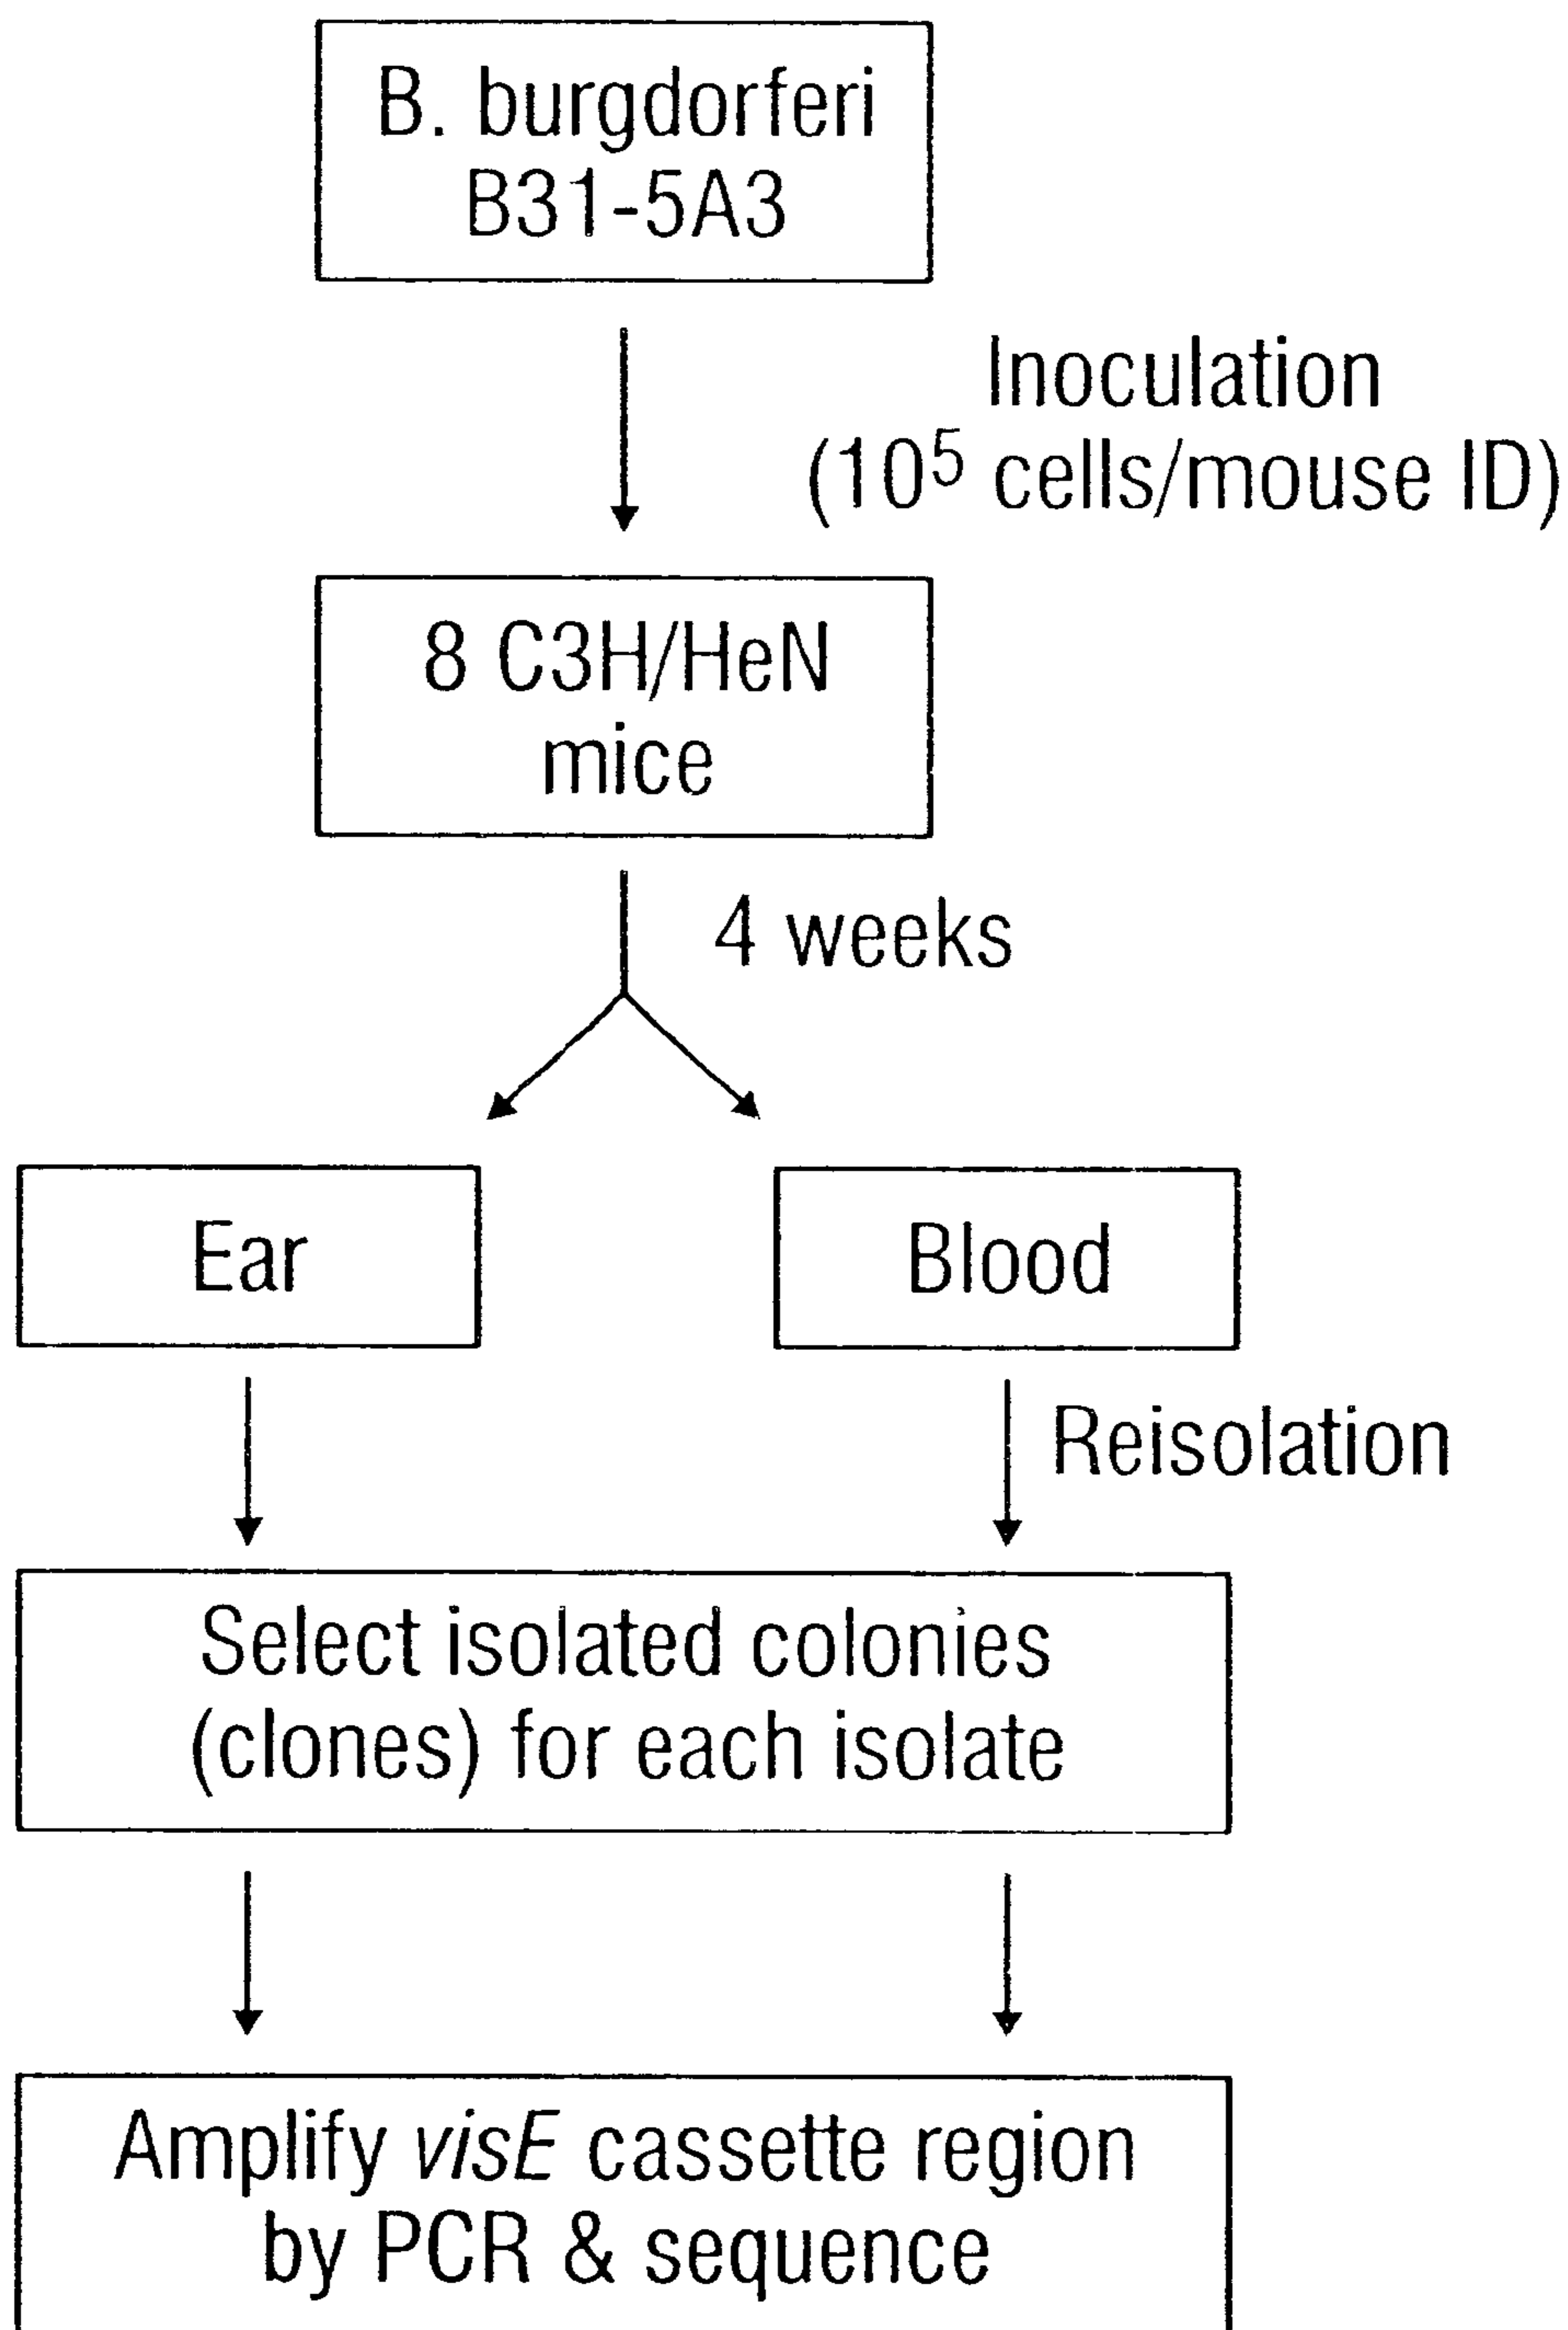 B. burgdorferi
B31-5A3
Inoculation
(10⁵ cells/mouse ID)
8 C3H/HeN
mice
4 weeks
Ear
Blood
Reisolation
Select isolated colonies
(clones) for each isolate
Amplify visE cassette region
by PCR & sequence